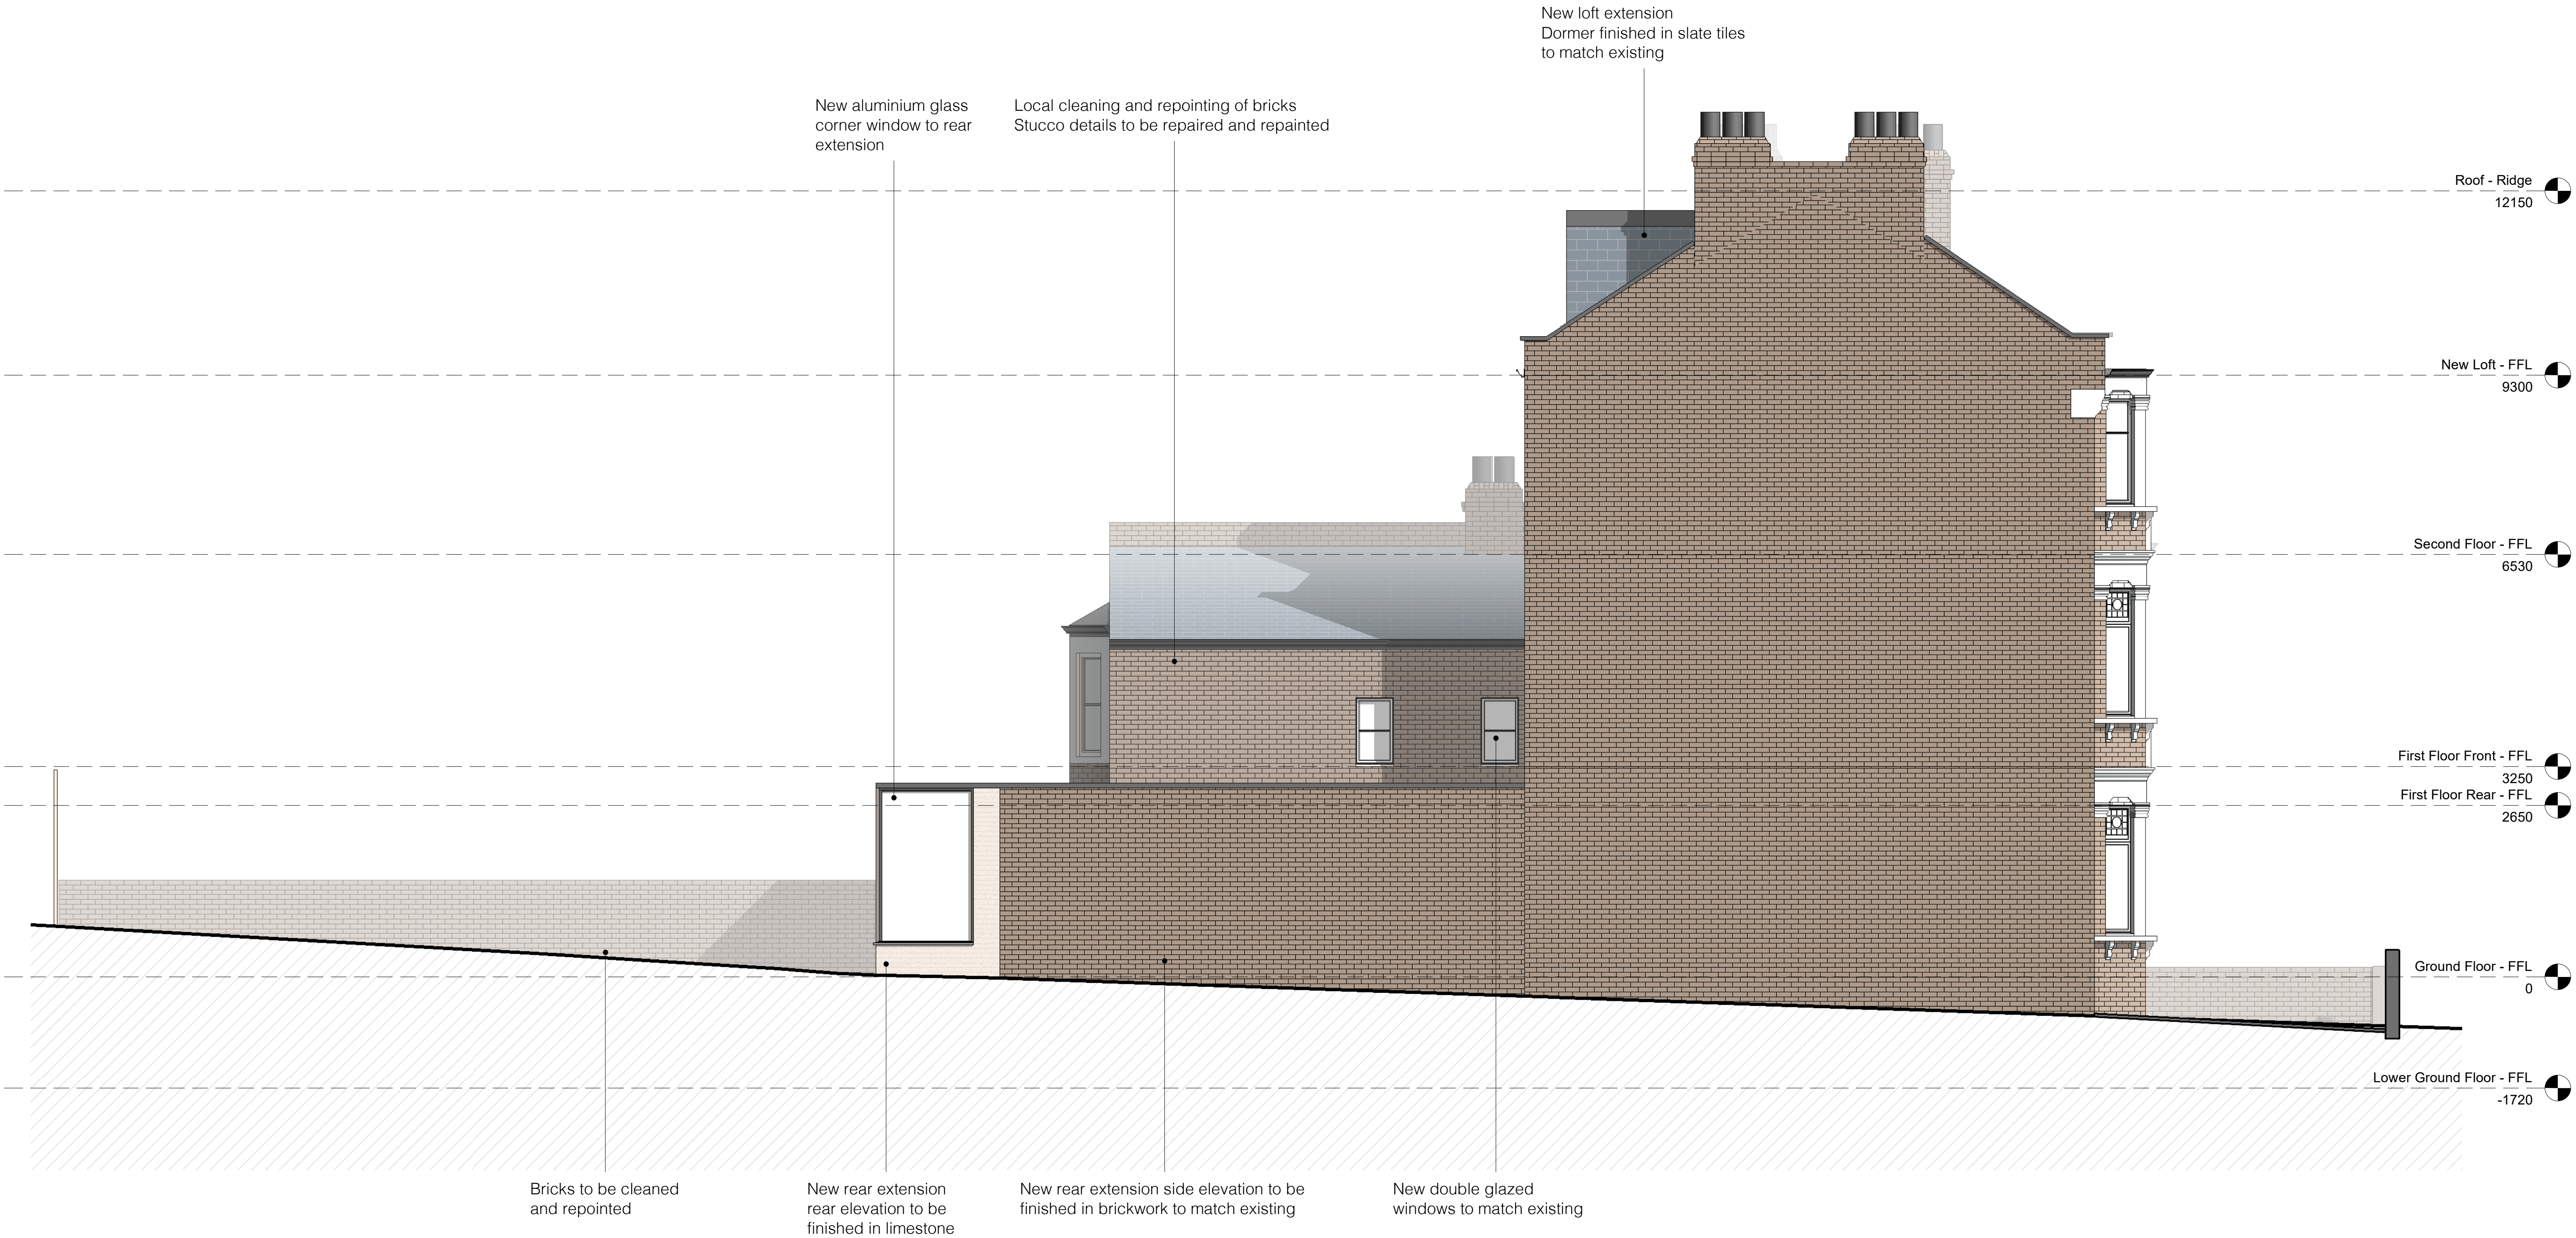 New loft extension
Dormer finished in slate tiles
to match existing
New aluminium glass
corner window to rear
extension
Local cleaning and repointing of bricks
Stucco details to be repaired and repainted
Roof - Ridge
12150
New Loft - FFL
9300
Second Floor - FFL
6530
First Floor Front - FFL
3250
First Floor Rear - FFL
2650
Ground Floor - FFL
0
Lower Ground Floor - FFL
-1720
Bricks to be cleaned
and repointed
New rear extension
rear elevation to be
finished in limestone
New rear extension side elevation to be
finished in brickwork to match existing
New double glazed
windows to match existing